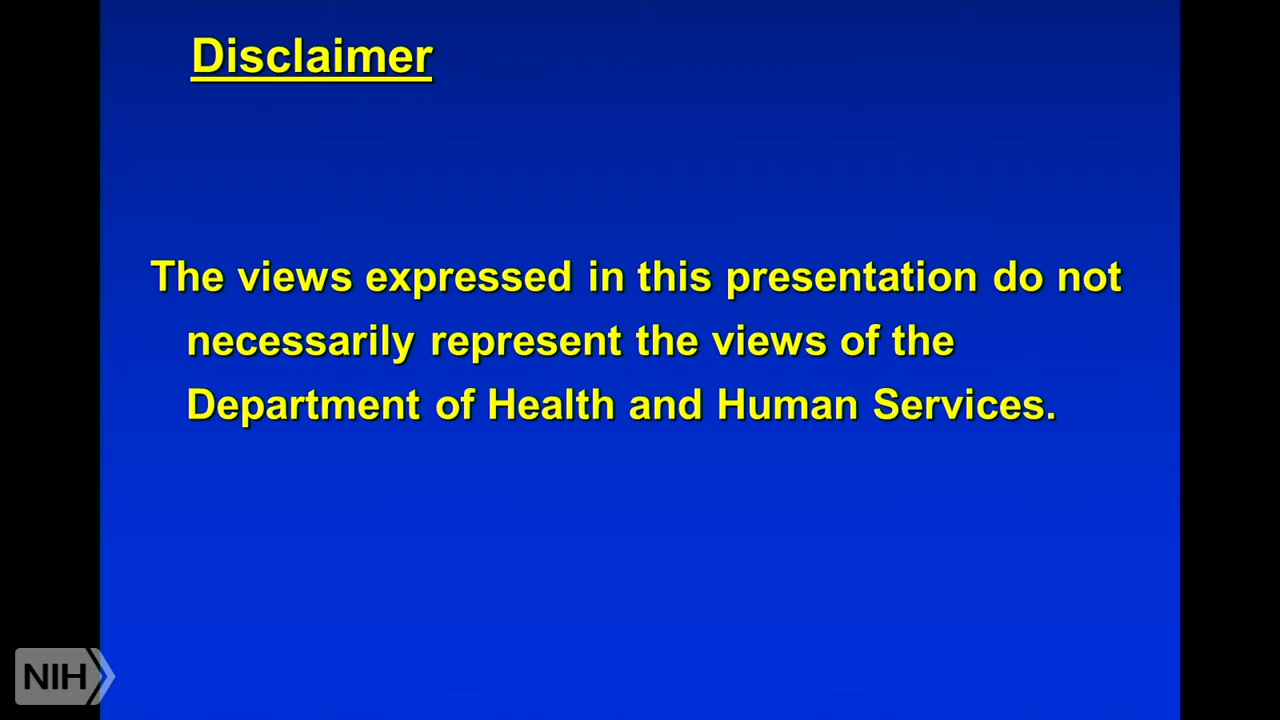 Disclaimer
The views expressed in this presentation do not
necessarily represent the views of the
Department of Health and Human Services.
NIH